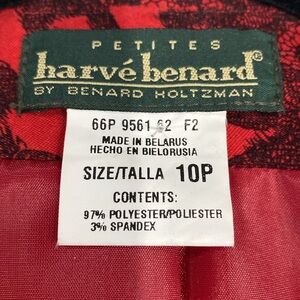 PETITES
harvé benard®
BY BENARD HOLTZMAN
66P 9561 62 F2
MADE IN BELARUS
HECHO EN BIELORUSIA
SIZE/TALLA 10P
CONTENTS:
97% POLYESTER/POLIESTER
3% SPANDEX